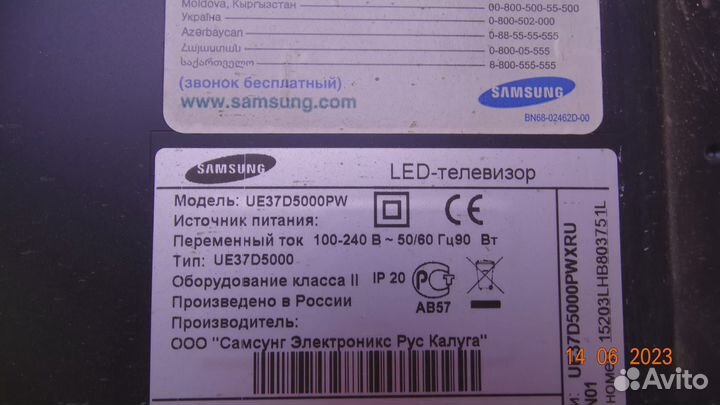 Moldova, Кыргызстан 00-800-500-55-500
Україна 0-800-502-000
Azərbaycan 0-88-55-55-555
Հայաստան 0-800-05-555
საქართველო 8-800-555-555
(звонок бесплатный)
www.samsung.com
SAMSUNG
BN68-02462D-00
SAMSUNG
LED-телевизор
Модель: UE37D5000PW
Источник питания:
Переменный ток 100-240 В ~ 50/60 Гц90 Вт
Тип: UE37D5000
Оборудование класса II IP 20
Произведено в России
АВ57
Производитель:
ООО "Самсунг Электроникс Рус Калуга"
UE37D5000PWXRU
N01
15203LHB803751L
14 06 2023
Avito